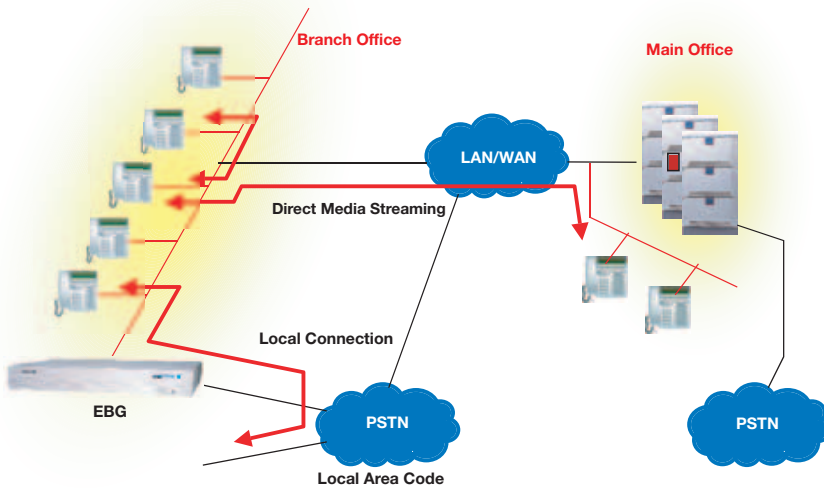 Branch Office
Main Office
LAN/WAN
Direct Media Streaming
Local Connection
EBG
PSTN
PSTN
Local Area Code